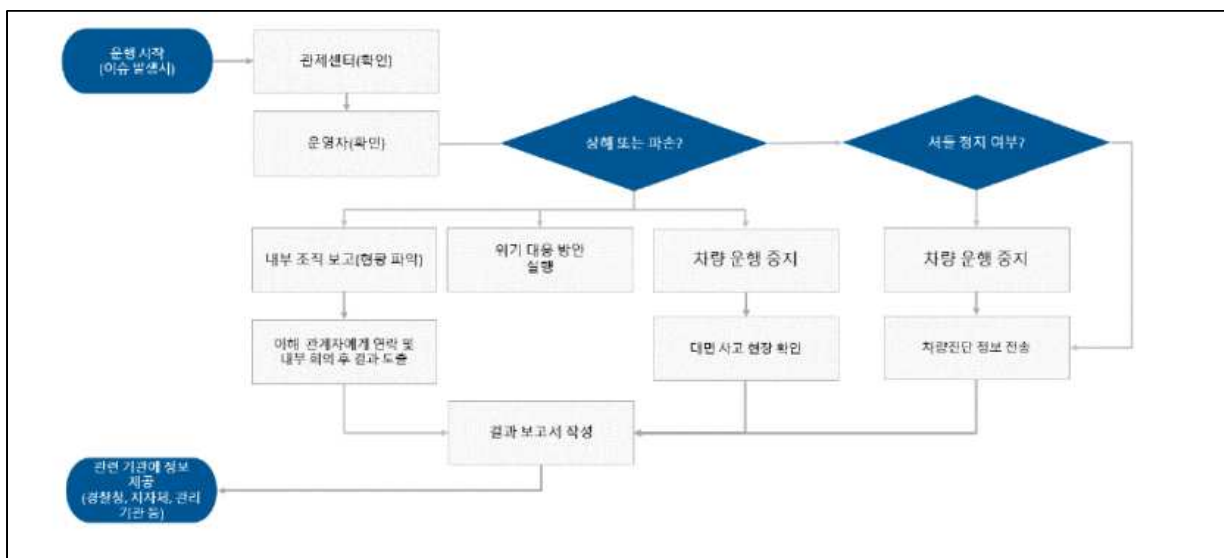 운행 시작
(이슈 발생시)
관제센터(확인)
운영자(확인)
상해 또는 파손?
셔틀 정지 여부?
내부 조직 보고(현황 파악)
위기 대응 방안
실행
차량 운행 중지
차량 운행 중지
이해 관계자에게 연락 및
내부 회의 후 결과 도출
대면 사고 현장 확인
차량진단 정보 전송
결과 보고서 작성
관련 기관에 정보
제공
(경찰청, 지자체, 관리
기관 등)